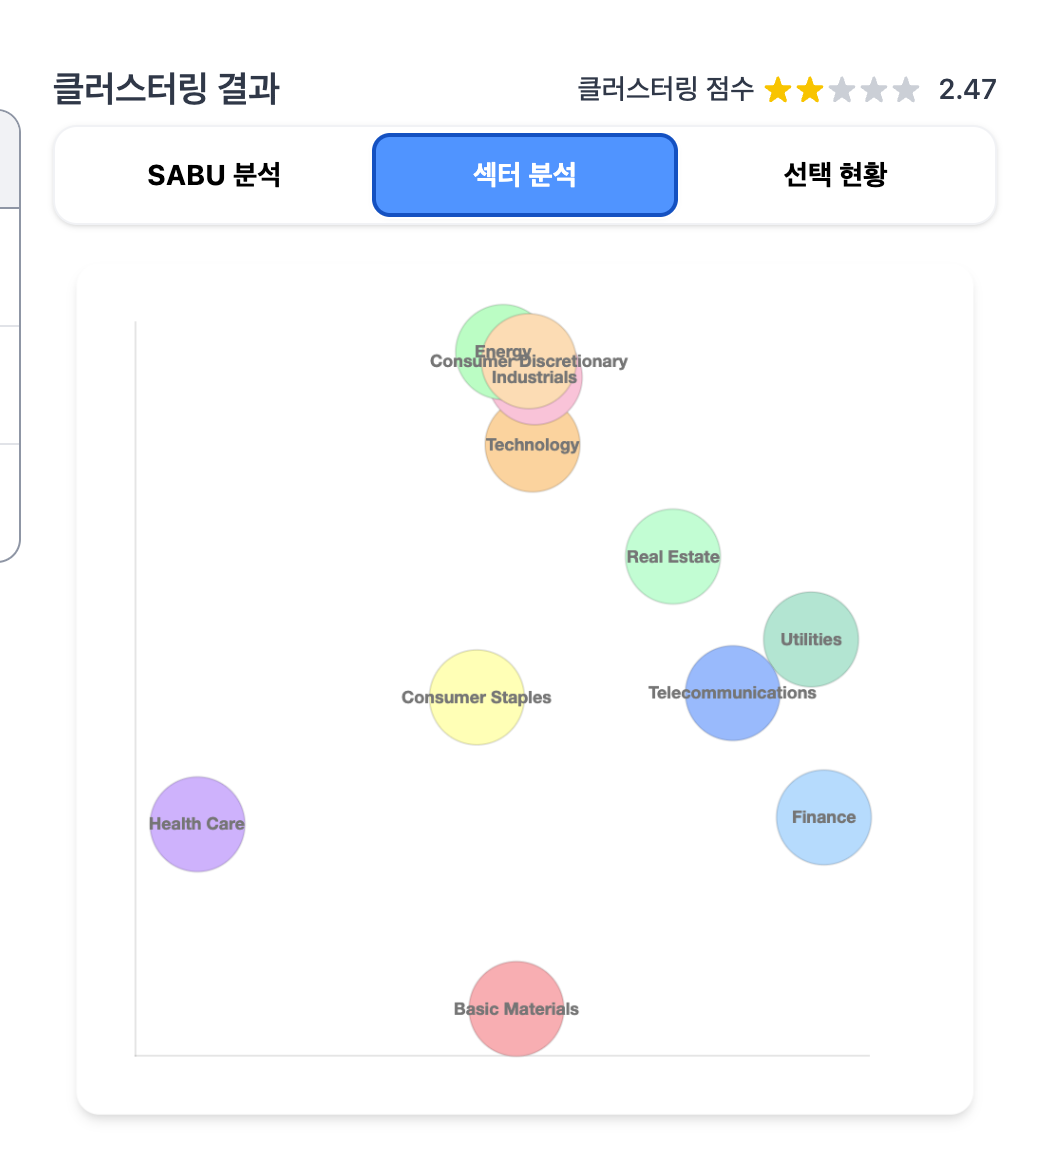 클러스터링 결과
클러스터링 점수 2.47
SABU 분석
섹터 분석
선택 현황
Energy
Consumer Discretionary
Industrials
Technology
Real Estate
Utilities
Telecommunications
Consumer Staples
Finance
Health Care
Basic Materials